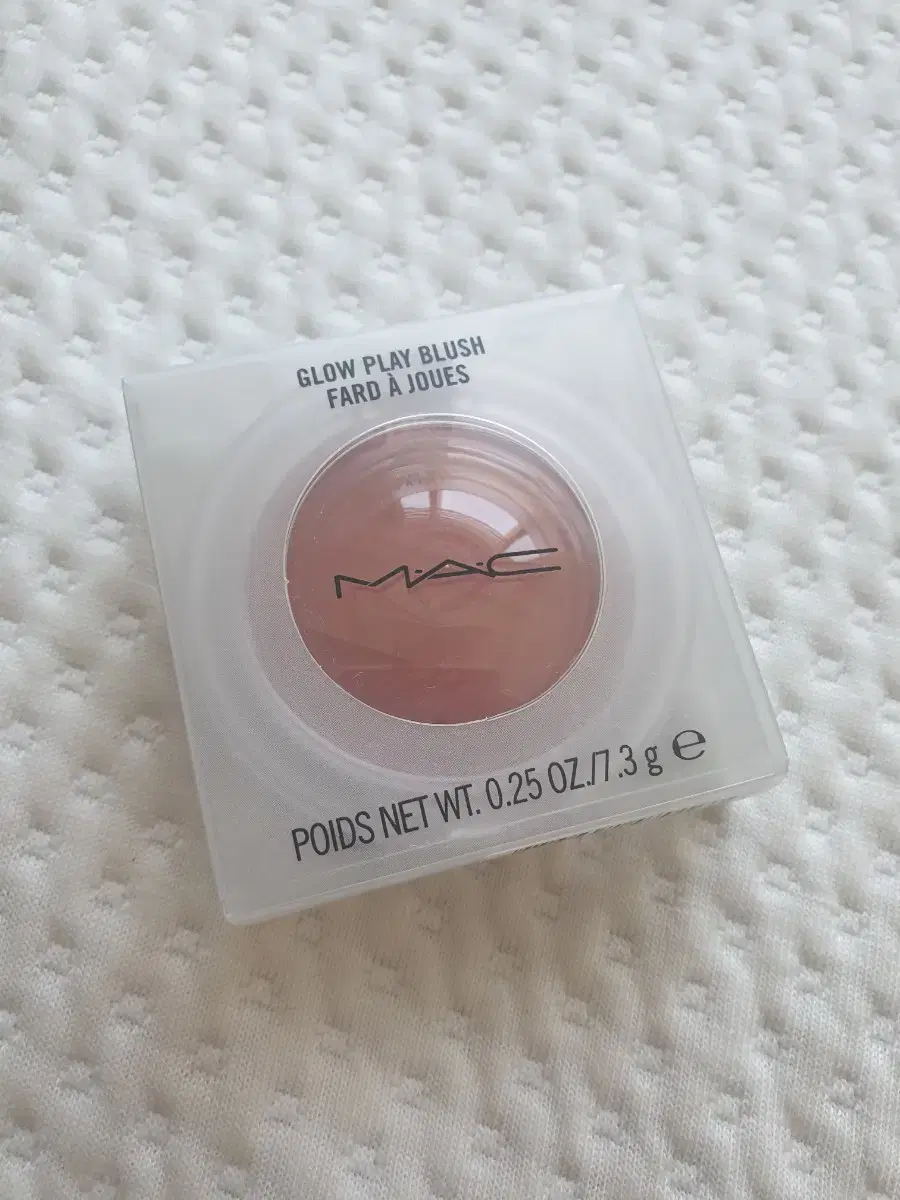 GLOW PLAY BLUSH
FARD À JOUES
M·A·C
POIDS NET WT. 0.25 OZ./7.3 g ℮